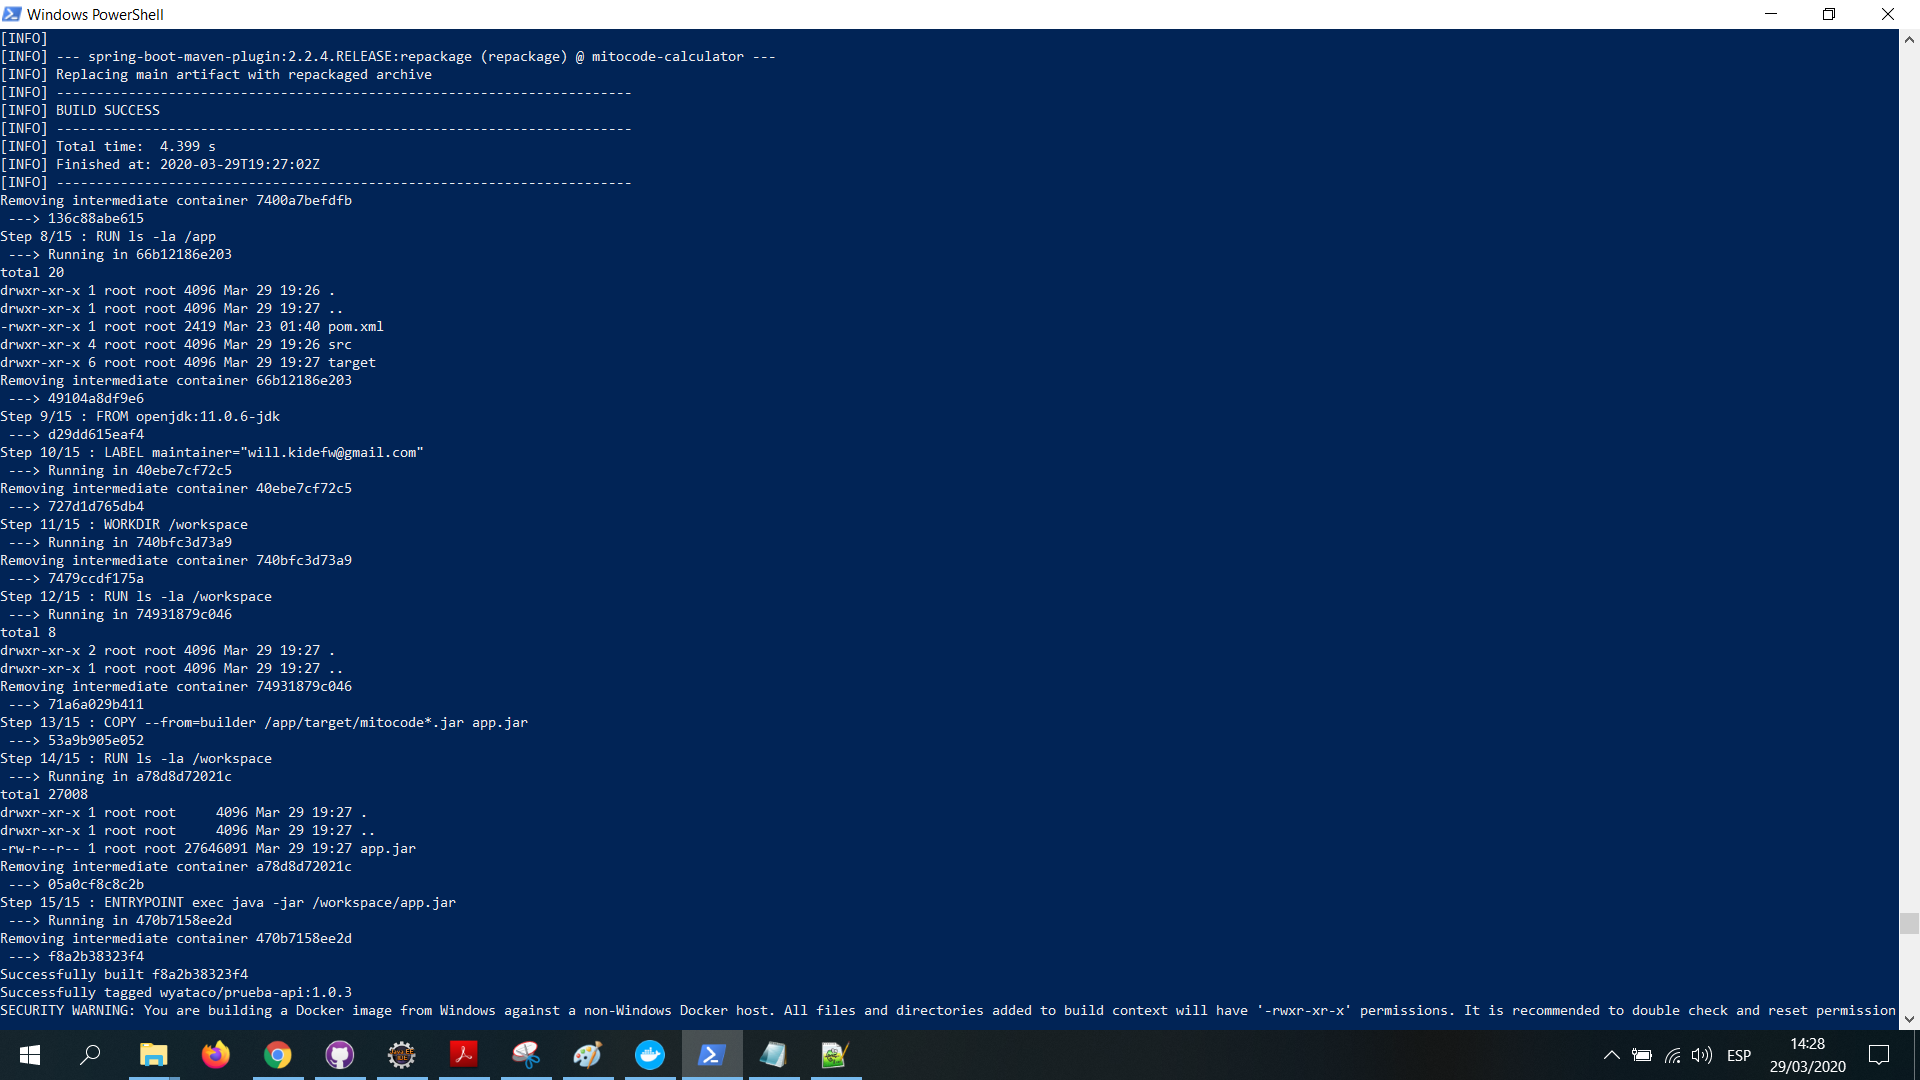 Windows PowerShell
[INFO]
[INFO] --- spring-boot-maven-plugin:2.2.4.RELEASE:repackage (repackage) @ mitocode-calculator ---
[INFO] Replacing main artifact with repackaged archive
[INFO] ------------------------------------------------------------------------
[INFO] BUILD SUCCESS
[INFO] ------------------------------------------------------------------------
[INFO] Total time:  4.399 s
[INFO] Finished at: 2020-03-29T19:27:02Z
[INFO] ------------------------------------------------------------------------
Removing intermediate container 7400a7befdfb
 ---> 136c88abe615
Step 8/15 : RUN ls -la /app
 ---> Running in 66b12186e203
total 20
drwxr-xr-x 1 root root 4096 Mar 29 19:26 .
drwxr-xr-x 1 root root 4096 Mar 29 19:27 ..
-rwxr-xr-x 1 root root 2419 Mar 23 01:40 pom.xml
drwxr-xr-x 4 root root 4096 Mar 29 19:26 src
drwxr-xr-x 6 root root 4096 Mar 29 19:27 target
Removing intermediate container 66b12186e203
 ---> 49104a8df9e6
Step 9/15 : FROM openjdk:11.0.6-jdk
 ---> d29dd615eaf4
Step 10/15 : LABEL maintainer="will.kidefw@gmail.com"
 ---> Running in 40ebe7cf72c5
Removing intermediate container 40ebe7cf72c5
 ---> 727d1d765db4
Step 11/15 : WORKDIR /workspace
 ---> Running in 740bfc3d73a9
Removing intermediate container 740bfc3d73a9
 ---> 7479ccdf175a
Step 12/15 : RUN ls -la /workspace
 ---> Running in 74931879c046
total 8
drwxr-xr-x 2 root root 4096 Mar 29 19:27 .
drwxr-xr-x 1 root root 4096 Mar 29 19:27 ..
Removing intermediate container 74931879c046
 ---> 71a6a029b411
Step 13/15 : COPY --from=builder /app/target/mitocode*.jar app.jar
 ---> 53a9b905e052
Step 14/15 : RUN ls -la /workspace
 ---> Running in a78d8d72021c
total 27008
drwxr-xr-x 1 root root     4096 Mar 29 19:27 .
drwxr-xr-x 1 root root     4096 Mar 29 19:27 ..
-rw-r--r-- 1 root root 27646091 Mar 29 19:27 app.jar
Removing intermediate container a78d8d72021c
 ---> 05a0cf8c8c2b
Step 15/15 : ENTRYPOINT exec java -jar /workspace/app.jar
 ---> Running in 470b7158ee2d
Removing intermediate container 470b7158ee2d
 ---> f8a2b38323f4
Successfully built f8a2b38323f4
Successfully tagged wyataco/prueba-api:1.0.3
SECURITY WARNING: You are building a Docker image from Windows against a non-Windows Docker host. All files and directories added to build context will have '-rwxr-xr-x' permissions. It is recommended to double check and reset permission
ESP
14:28
29/03/2020